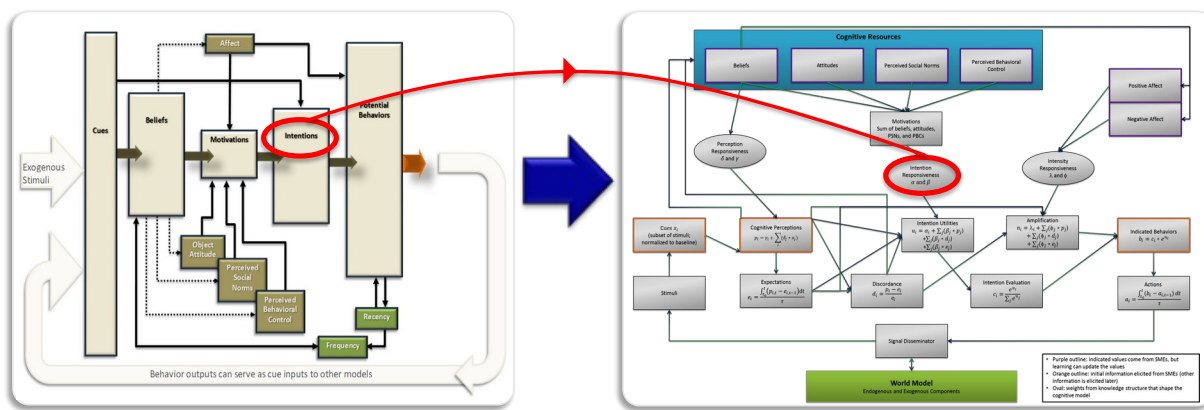 Affect
Cues
Beliefs
Motivations
Intentions
Potential
Behaviors
Exogenous
Stimuli
Object
Attitude
Perceived
Social
Norms
Perceived
Behavioral
Control
Recency
Frequency
Behavior outputs can serve as cue inputs to other models
Cognitive Resources
Beliefs
Attitudes
Perceived Social Norms
Perceived Behavioral
Control
Positive Affect
Negative Affect
Motivations
Sum of beliefs, attitudes,
PSNs, and PBCs
Perception
Responsiveness
δ and γ
Intention
Responsiveness
α and β
Intensity
Responsiveness
λ and ϕ
Cues
(subset of stimuli;
normalized to baseline)
Cognitive Perceptions
Intention Utilities
Amplification
Indicated Behaviors
Stimuli
Expectations
Discordance
Intention Evaluation
Actions
Signal Disseminator
World Model
Endogenous and Exogenous Components
• Purple outline: indicated values come from SMEs, but
learning can update the values
• Orange outline: initial information elicited from SMEs (other
information is elicited later)
• Oval: weights from knowledge structure that shape the
cognitive model